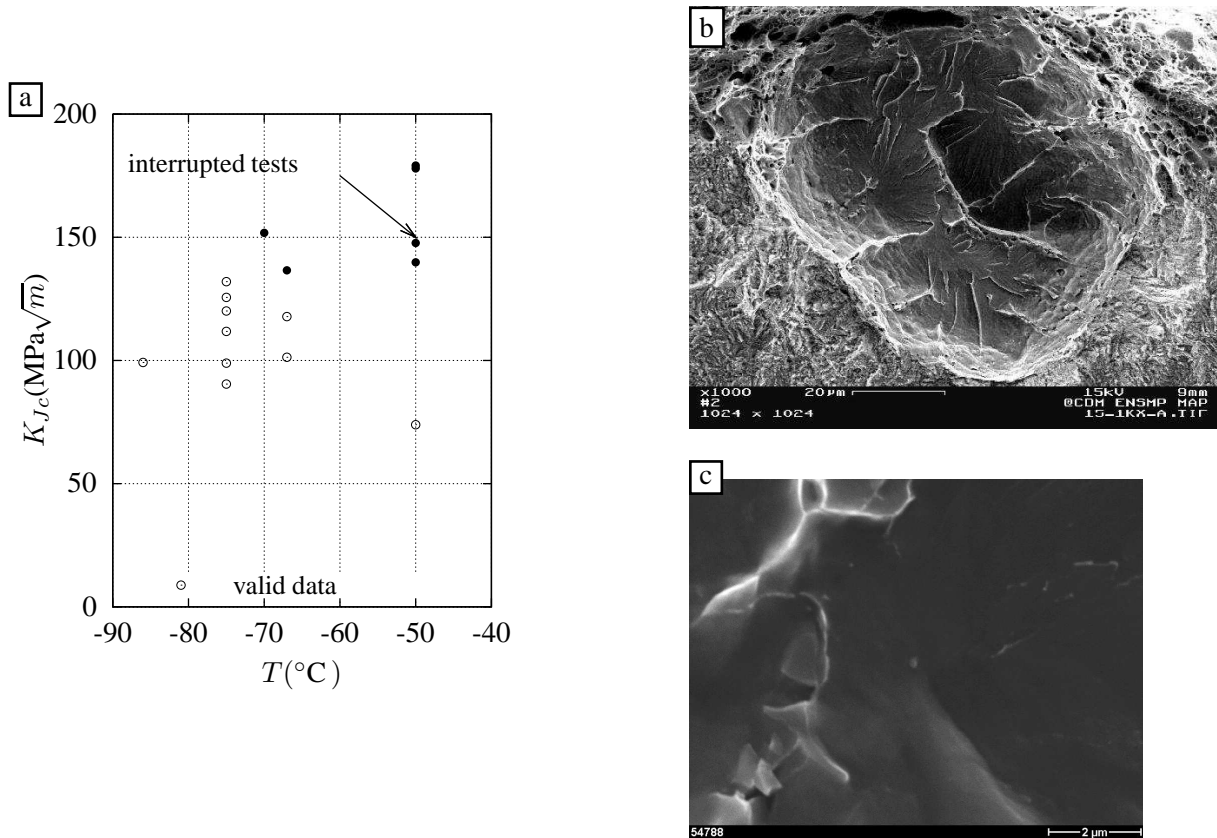 a
200
150
100
50
0
-90 -80 -70 -60 -50 -40
K_{Jc}(MPa√m)
T(°C)
interrupted tests
valid data
b
×1000 20µm 15kV 9mm
#2 @CDM ENSMP MAP
1024 x 1024 15-1KX-A.TIF
c
54788 2 µm